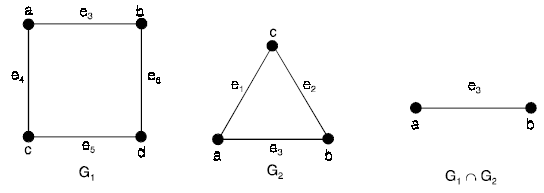 a e₃ b
e₄ e₆
c e₅ d
G₁
c
e₁ e₂
a e₃ b
G₂
e₃
a b
G₁ ∩ G₂